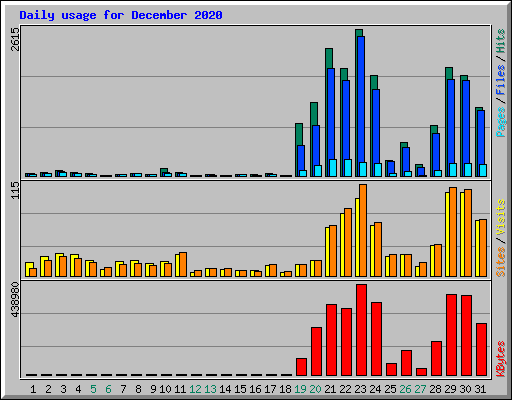 Daily usage for December 2020
2615
Pages / Files / Hits
115
Sites / Visits
438980
KBytes
1 2 3 4 5 6 7 8 9 10 11 12 13 14 15 16 17 18 19 20 21 22 23 24 25 26 27 28 29 30 31